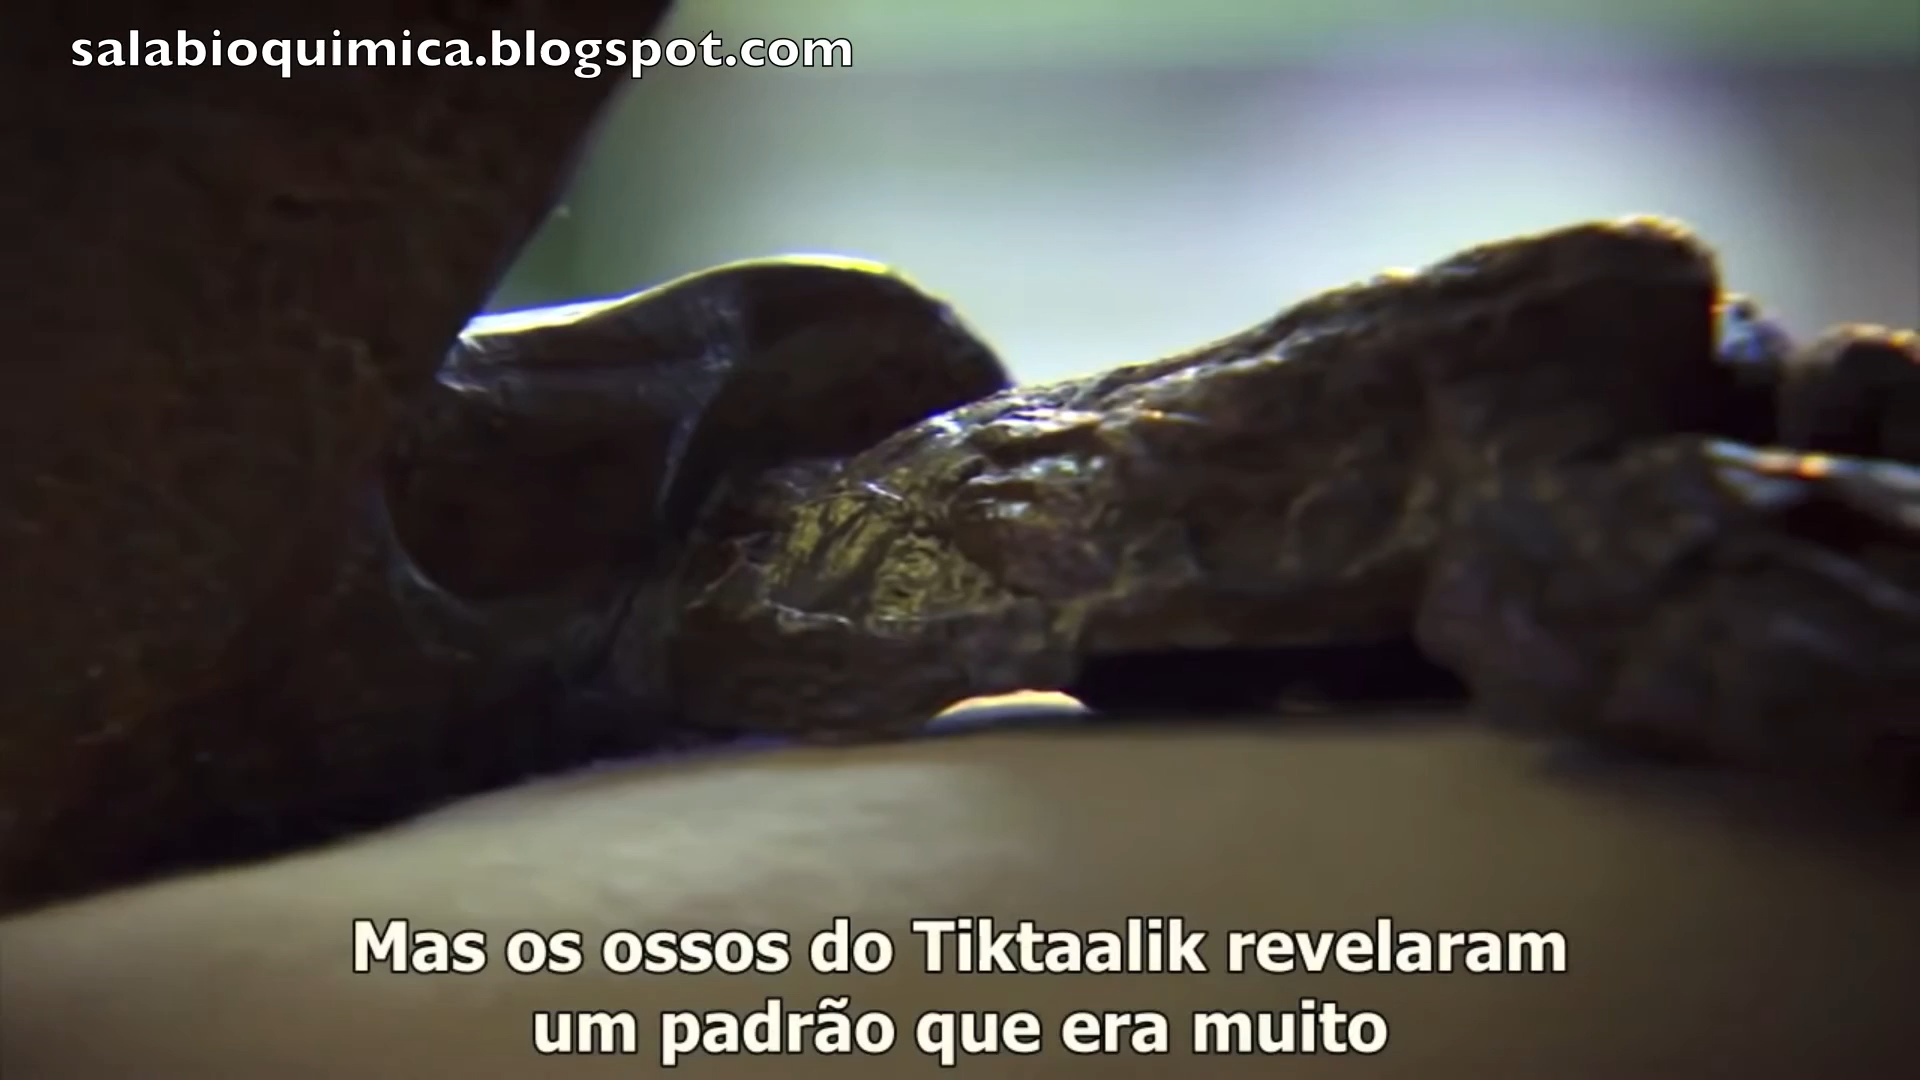 salabioquimica.blogspot.com
Mas os ossos do Tiktaalik revelaram
um padrão que era muito